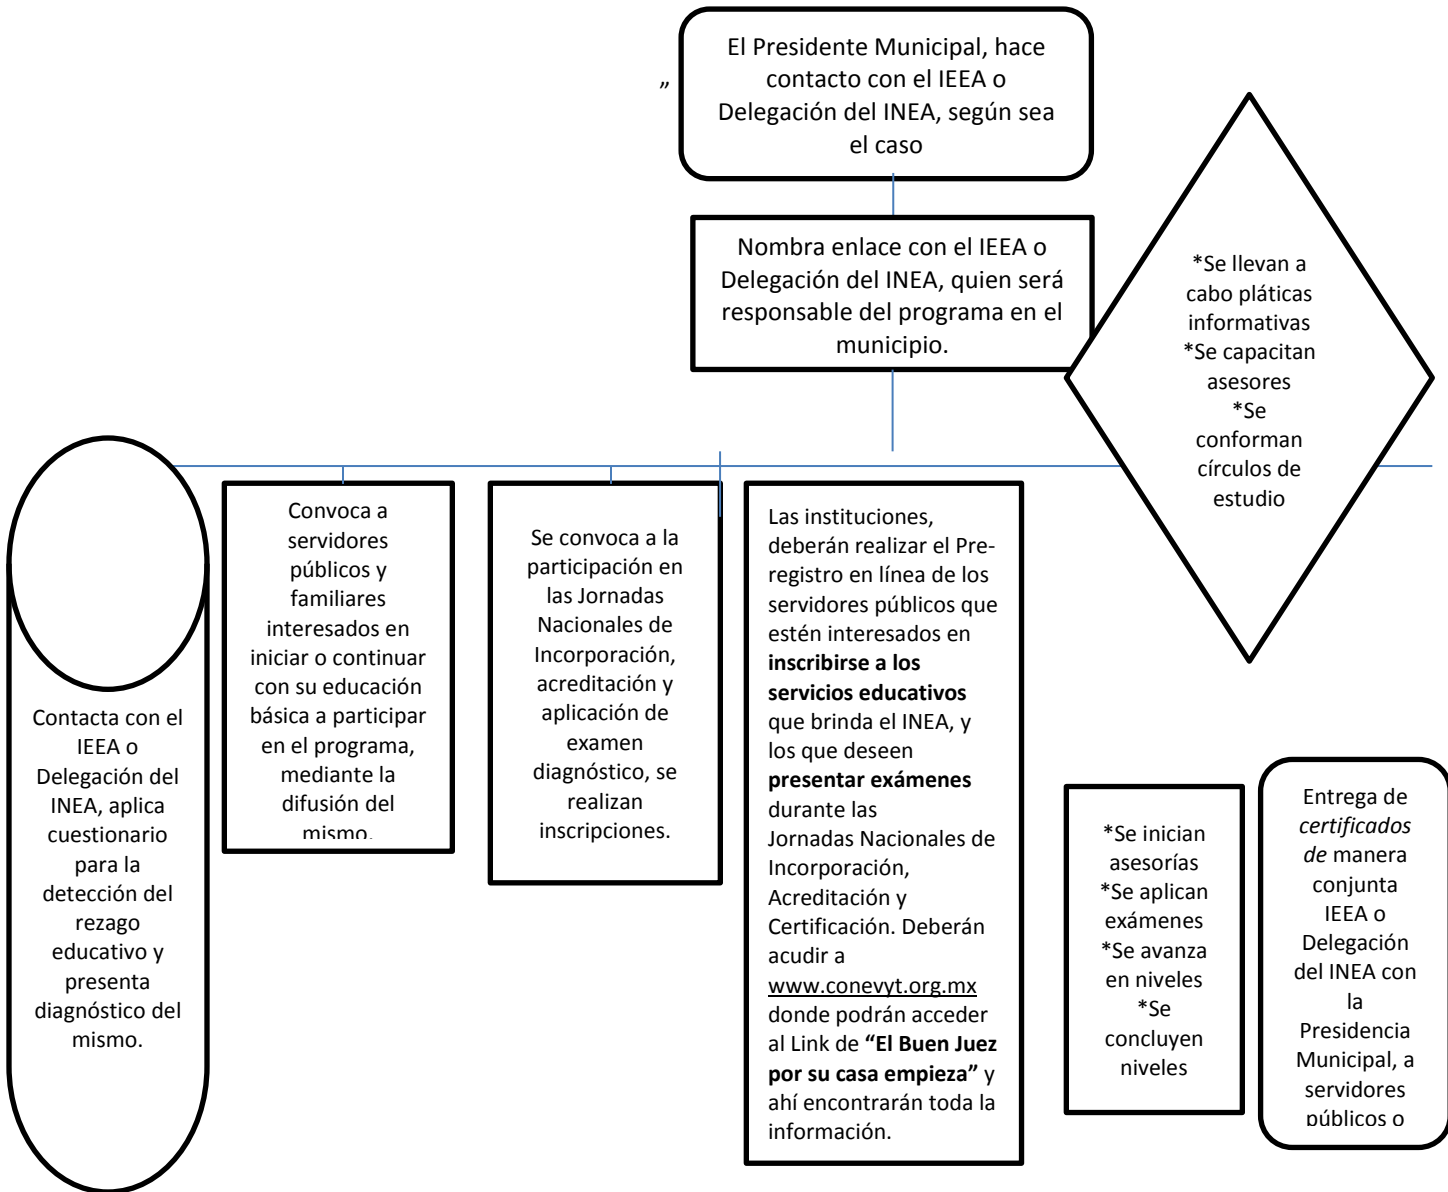 El Presidente Municipal, hace
contacto con el IEEA o
Delegación del INEA, según sea
el caso
”
Nombra enlace con el IEEA o
Delegación del INEA, quien será
responsable del programa en el
municipio.
*Se llevan a
cabo pláticas
informativas
*Se capacitan
asesores
*Se
conforman
círculos de
estudio
Contacta con el
IEEA o
Delegación del
INEA, aplica
cuestionario
para la
detección del
rezago
educativo y
presenta
diagnóstico del
mismo.
Convoca a
servidores
públicos y
familiares
interesados en
iniciar o continuar
con su educación
básica a participar
en el programa,
mediante la
difusión del
mismo.
Se convoca a la
participación en
las Jornadas
Nacionales de
Incorporación,
acreditación y
aplicación de
examen
diagnóstico, se
realizan
inscripciones.
Las instituciones,
deberán realizar el Pre-
registro en línea de los
servidores públicos que
estén interesados en
inscribirse a los
servicios educativos
que brinda el INEA, y
los que deseen
presentar exámenes
durante las
Jornadas Nacionales de
Incorporación,
Acreditación y
Certificación. Deberán
acudir a
www.conevyt.org.mx
donde podrán acceder
al Link de “El Buen Juez
por su casa empieza” y
ahí encontrarán toda la
información.
*Se inician
asesorías
*Se aplican
exámenes
*Se avanza
en niveles
*Se
concluyen
niveles
Entrega de
certificados
de manera
conjunta
IEEA o
Delegación
del INEA con
la
Presidencia
Municipal, a
servidores
públicos o